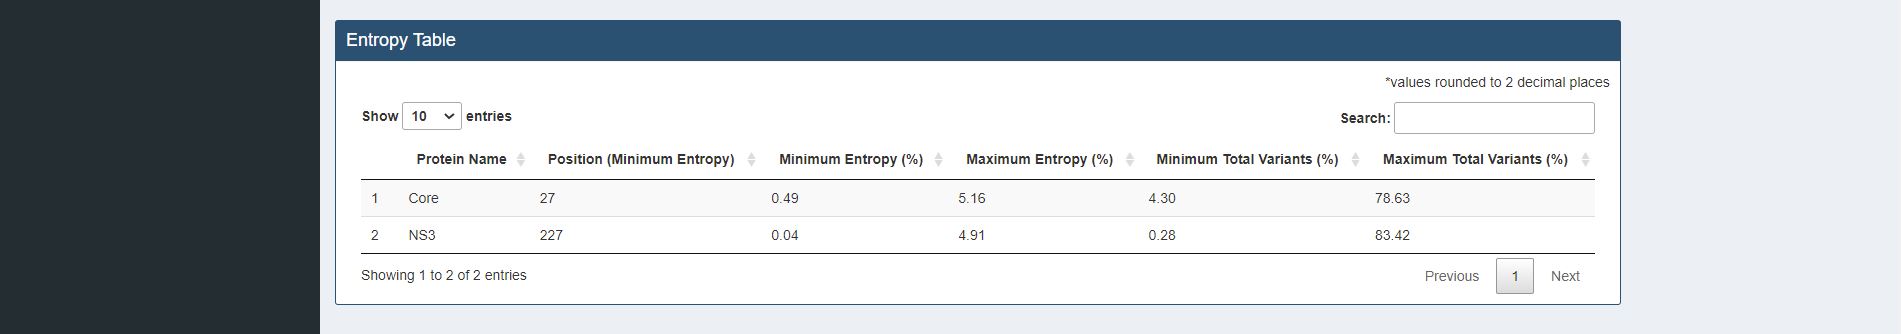 Entropy Table
*values rounded to 2 decimal places
Show 10 entries Search:
Protein Name Position (Minimum Entropy) Minimum Entropy (%) Maximum Entropy (%) Minimum Total Variants (%) Maximum Total Variants (%)
1 Core 27 0.49 5.16 4.30 78.63
2 NS3 227 0.04 4.91 0.28 83.42
Showing 1 to 2 of 2 entries Previous 1 Next